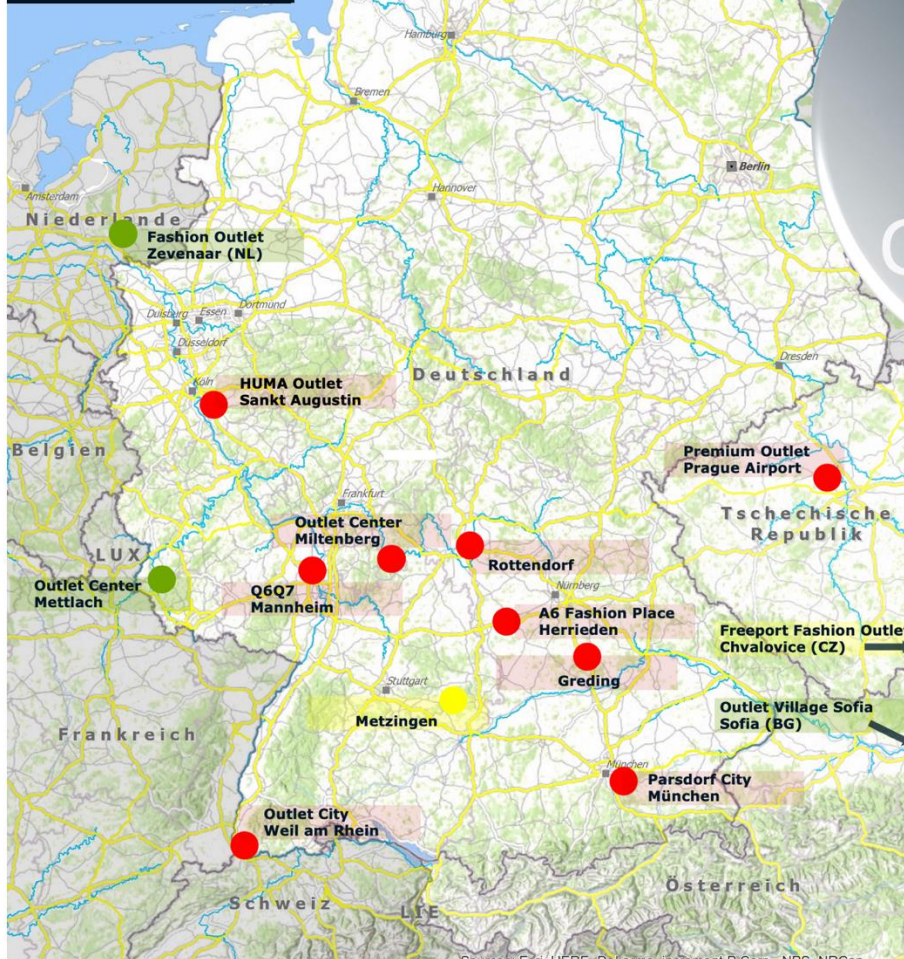 Hamburg
Bremen
Berlin
Hannover
Amsterdam
Niederlande
Fashion Outlet
Zevenaar (NL)
Duisburg
Essen
Dortmund
Düsseldorf
Dresden
Deutschland
Köln
HUMA Outlet
Sankt Augustin
Belgien
Premium Outlet
Prague Airport
Frankfurt
Tschechische
Republik
Outlet Center
Miltenberg
LUX
Rottendorf
Outlet Center
Mettlach
Q6Q7
Mannheim
Nürnberg
A6 Fashion Place
Herrieden
Freeport Fashion Outlet
Chvalovice (CZ)
Greding
Stuttgart
Metzingen
Outlet Village Sofia
Sofia (BG)
Frankreich
München
Parsdorf City
München
Outlet City
Weil am Rhein
Österreich
Schweiz
LIE